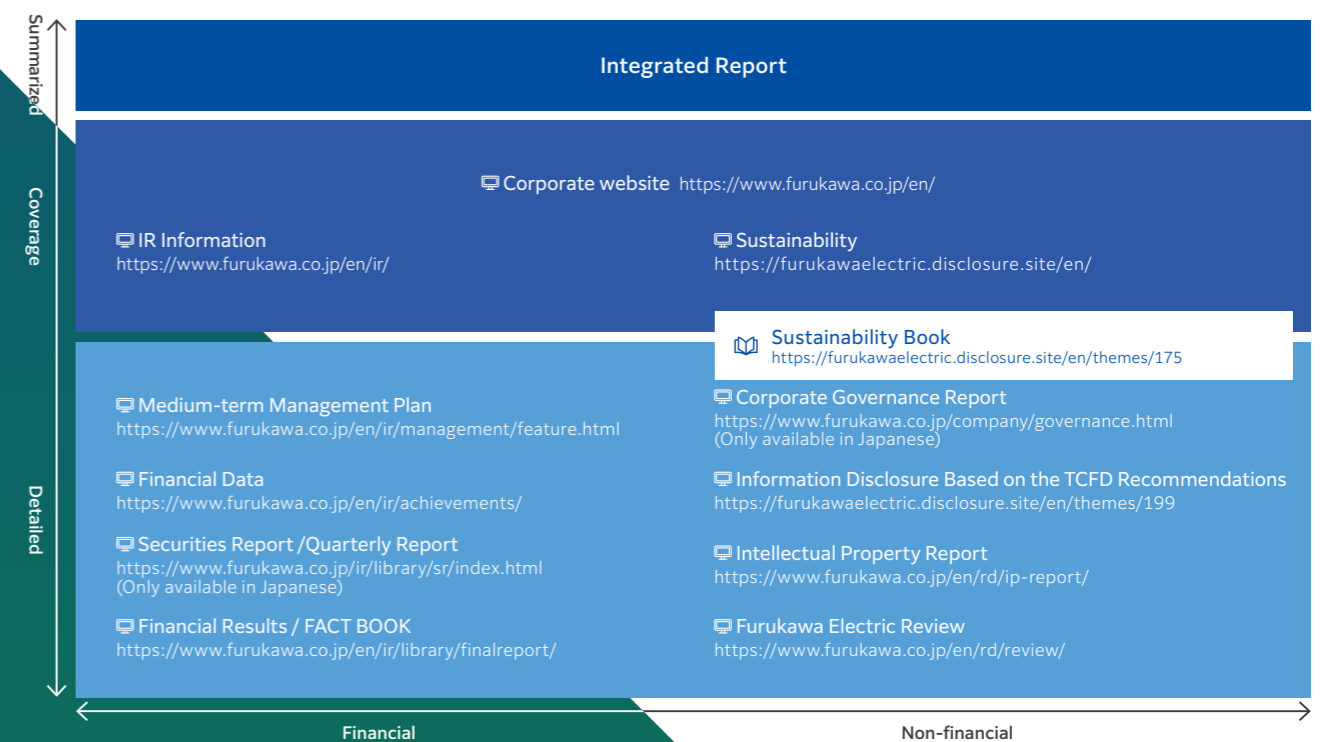 Summarized
Integrated Report
Coverage
Corporate website https://www.furukawa.co.jp/en/
IR Information
https://www.furukawa.co.jp/en/ir/
Sustainability
https://furukawaelectric.disclosure.site/en/
Sustainability Book
https://furukawaelectric.disclosure.site/en/themes/175
Detailed
Medium-term Management Plan
https://www.furukawa.co.jp/en/ir/management/feature.html
Financial Data
https://www.furukawa.co.jp/en/ir/achievements/
Securities Report /Quarterly Report
https://www.furukawa.co.jp/ir/library/sr/index.html
(Only available in Japanese)
Financial Results / FACT BOOK
https://www.furukawa.co.jp/en/ir/library/finalreport/
Corporate Governance Report
https://www.furukawa.co.jp/company/governance.html
(Only available in Japanese)
Information Disclosure Based on the TCFD Recommendations
https://furukawaelectric.disclosure.site/en/themes/199
Intellectual Property Report
https://www.furukawa.co.jp/en/rd/ip-report/
Furukawa Electric Review
https://www.furukawa.co.jp/en/rd/review/
Financial
Non-financial